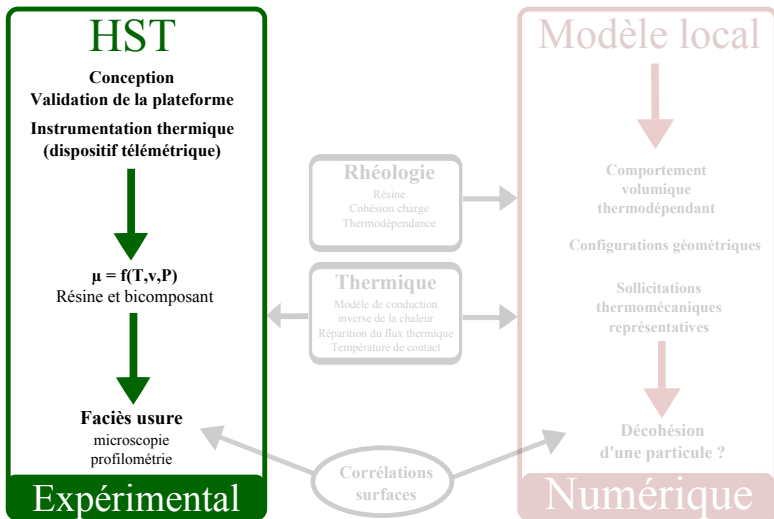 HST
Conception
Validation de la plateforme
Instrumentation thermique
(dispositif télémétrique)
μ = f(T,v,P)
Résine et bicomposant
Faciès usure
microscopie
profilométrie
Expérimental
Rhéologie
Résine
Cohésion charge
Thermodépendance
Thermique
Modèle de conduction
inverse de la chaleur
Réparition du flux thermique
Température de contact
Corrélations
surfaces
Modèle local
Comportement
volumique
thermodépendant
Configurations géométriques
Sollicitations
thermomécaniques
représentatives
Décohésion
d'une particule ?
Numérique